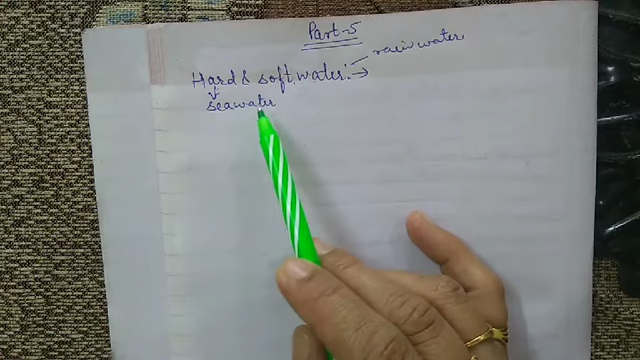 Part-5
rain water
Hard & soft water :→
↓
seawater